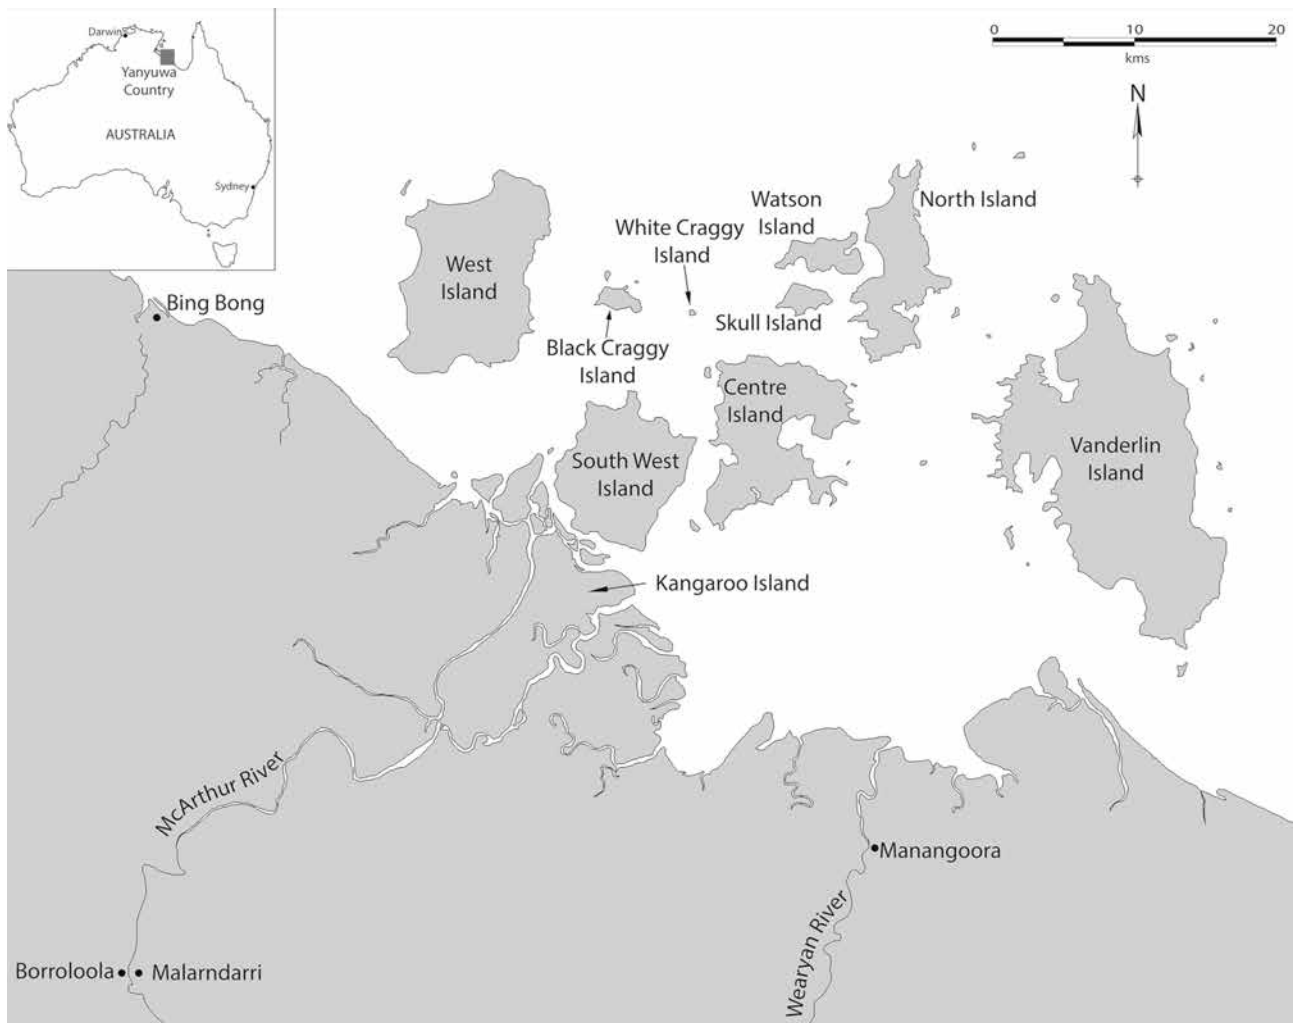 Darwin
Yanyuwa
Country
AUSTRALIA
Sydney
0
10
20
kms
N
Watson
Island
North Island
White Craggy
Island
West
Island
Bing Bong
Skull Island
Black Craggy
Island
Centre
Island
Vanderlin
Island
South West
Island
Kangaroo Island
McArthur River
Manangoora
Wearyan River
Borroloola
Malarndarri